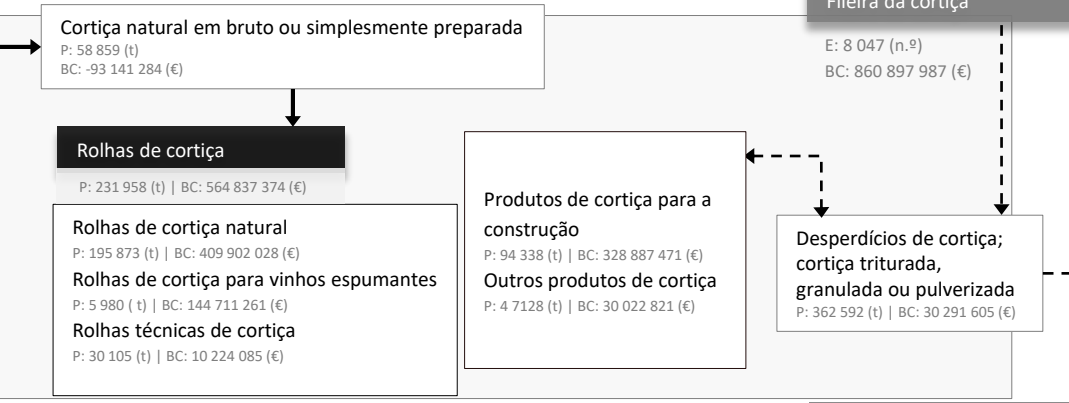 Fileira da cortiça
Cortiça natural em bruto ou simplesmente preparada
P: 58 859 (t)
BC: -93 141 284 (€)
E: 8 047 (n.º)
BC: 860 897 987 (€)
Rolhas de cortiça
P: 231 958 (t) | BC: 564 837 374 (€)
Rolhas de cortiça natural
P: 195 873 (t) | BC: 409 902 028 (€)
Rolhas de cortiça para vinhos espumantes
P: 5 980 ( t) | BC: 144 711 261 (€)
Rolhas técnicas de cortiça
P: 30 105 (t) | BC: 10 224 085 (€)
Produtos de cortiça para a
construção
P: 94 338 (t) | BC: 328 887 471 (€)
Outros produtos de cortiça
P: 4 7128 (t) | BC: 30 022 821 (€)
Desperdícios de cortiça;
cortiça triturada,
granulada ou pulverizada
P: 362 592 (t) | BC: 30 291 605 (€)